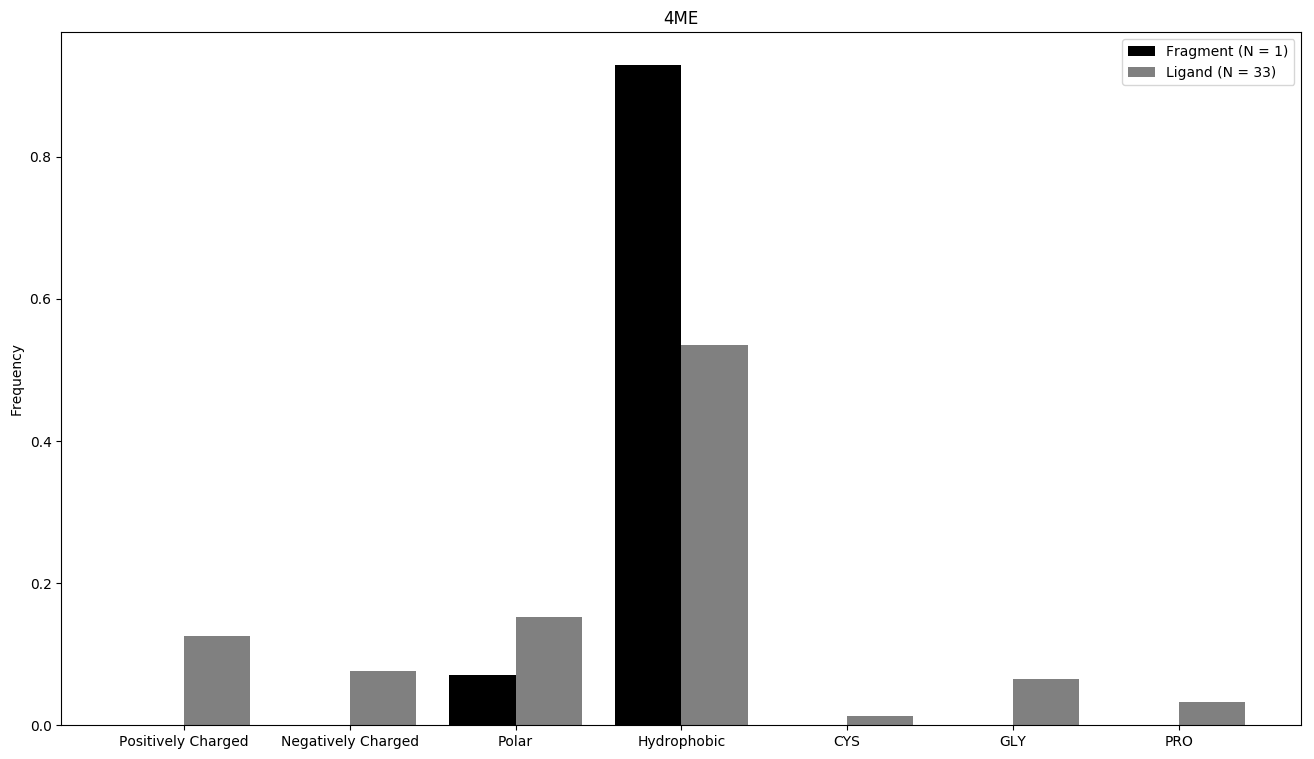 4ME
Fragment (N = 1)
Ligand (N = 33)
Frequency
0.8
0.6
0.4
0.2
0.0
Positively Charged Negatively Charged Polar Hydrophobic CYS GLY PRO